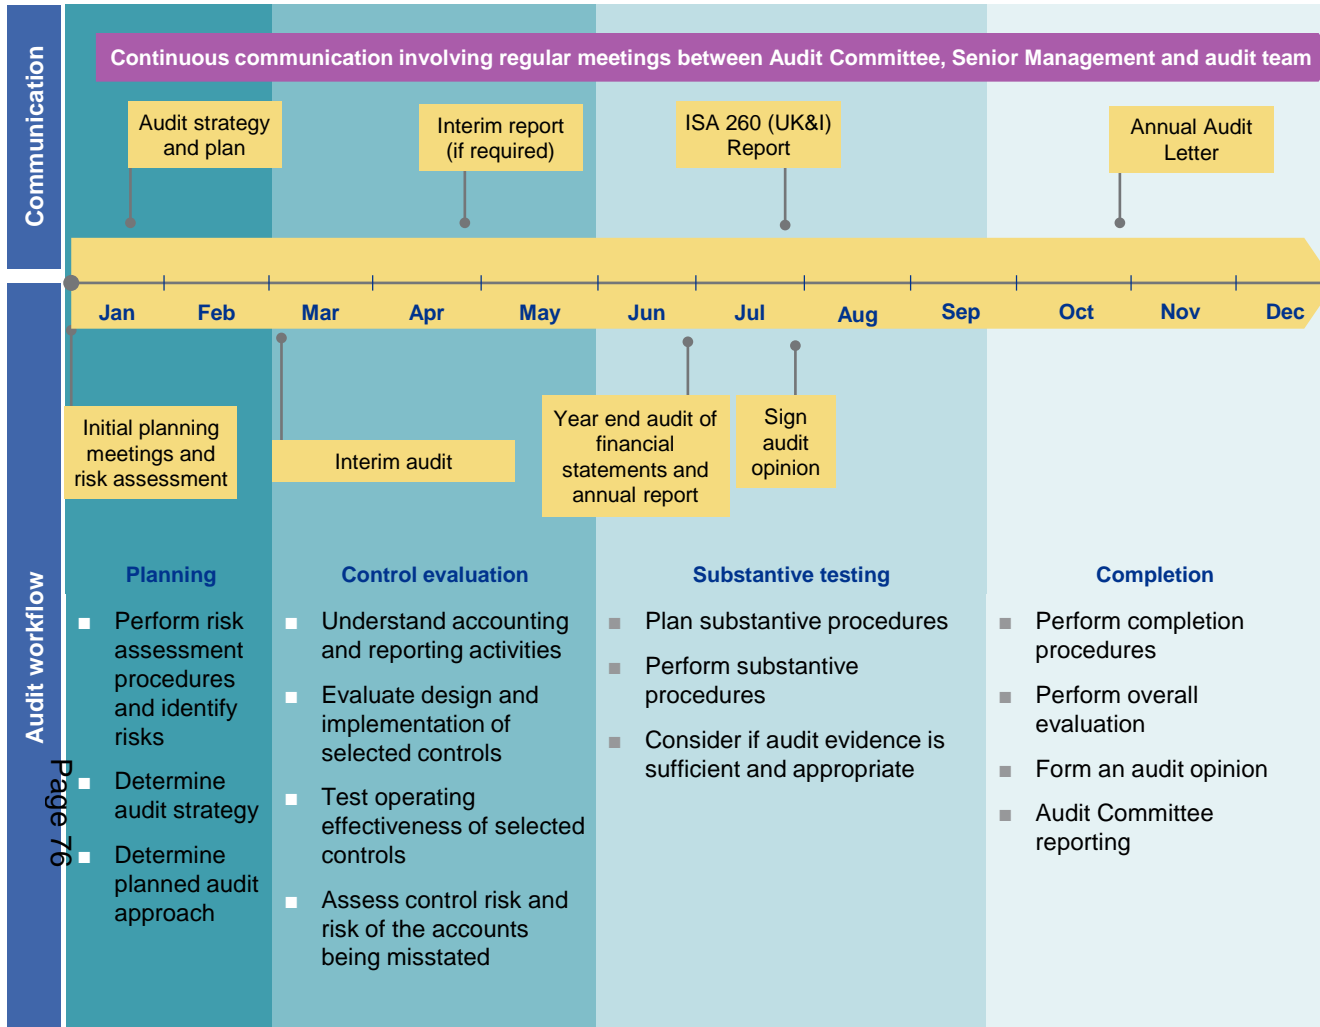 Communication
Continuous communication involving regular meetings between Audit Committee, Senior Management and audit team
Audit strategy
and plan
Interim report
(if required)
ISA 260 (UK&I)
Report
Annual Audit
Letter
Jan Feb Mar Apr May Jun Jul Aug Sep Oct Nov Dec
Audit workflow
Initial planning
meetings and
risk assessment
Interim audit
Year end audit of
financial
statements and
annual report
Sign
audit
opinion
Planning
■ Perform risk
assessment
procedures
and identify
risks
■ Determine
audit strategy
■ Determine
planned audit
approach
Control evaluation
■ Understand accounting
and reporting activities
■ Evaluate design and
implementation of
selected controls
■ Test operating
effectiveness of selected
controls
■ Assess control risk and
risk of the accounts
being misstated
Substantive testing
■ Plan substantive procedures
■ Perform substantive
procedures
■ Consider if audit evidence is
sufficient and appropriate
Completion
■ Perform completion
procedures
■ Perform overall
evaluation
■ Form an audit opinion
■ Audit Committee
reporting
Page 76